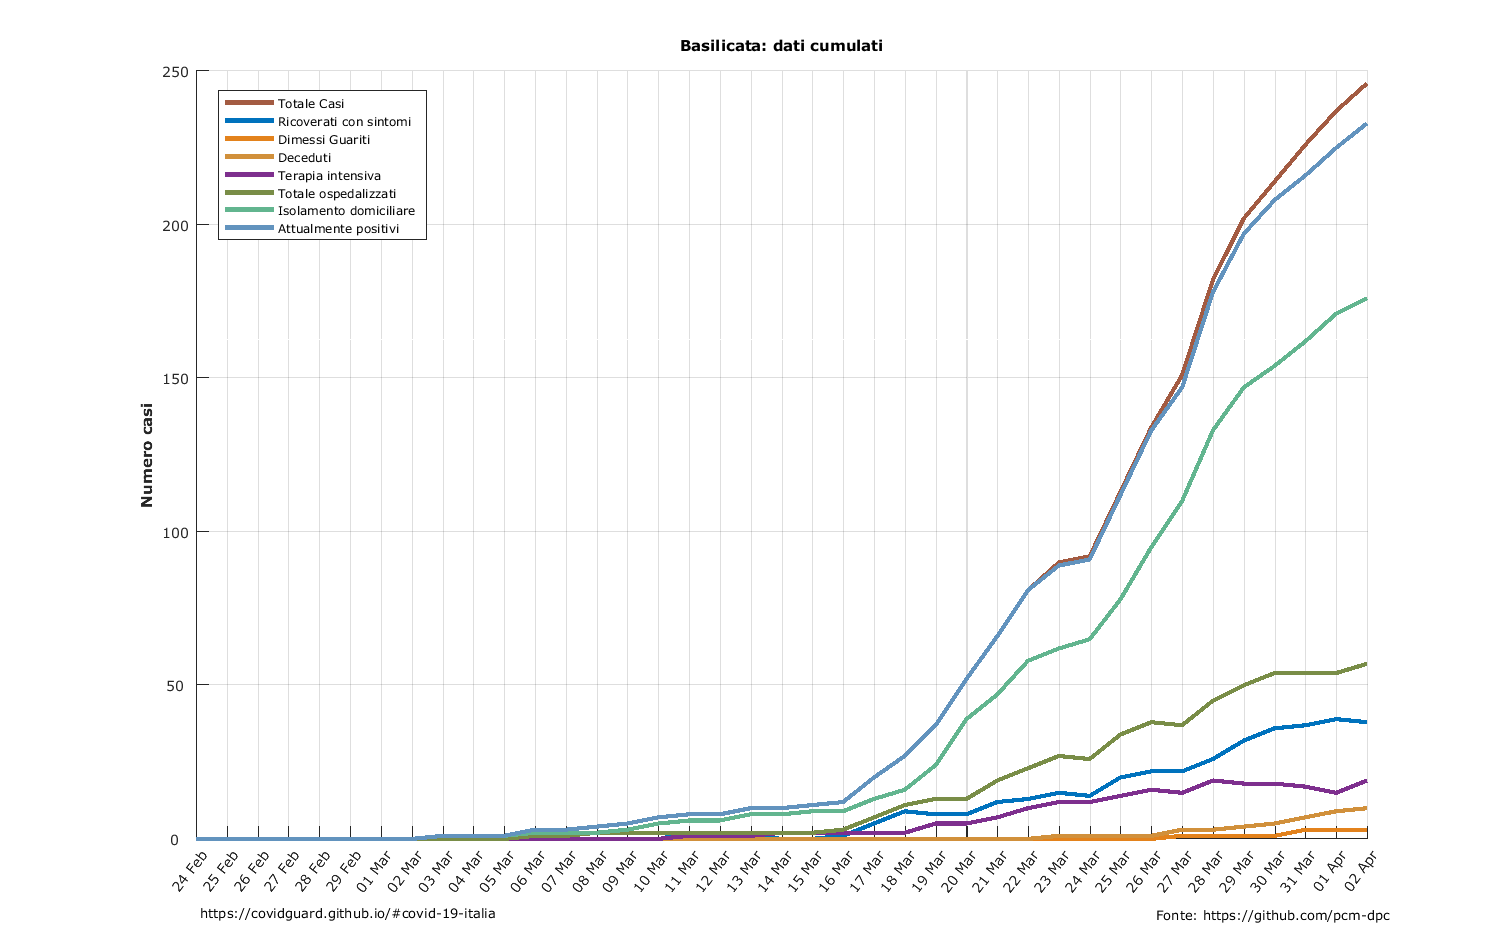 Basilicata: dati cumulati
250
200
150
100
50
0
Numero casi
Totale Casi
Ricoverati con sintomi
Dimessi Guariti
Deceduti
Terapia intensiva
Totale ospedalizzati
Isolamento domiciliare
Attualmente positivi
24 Feb
25 Feb
26 Feb
27 Feb
28 Feb
29 Feb
01 Mar
02 Mar
03 Mar
04 Mar
05 Mar
06 Mar
07 Mar
08 Mar
09 Mar
10 Mar
11 Mar
12 Mar
13 Mar
14 Mar
15 Mar
16 Mar
17 Mar
18 Mar
19 Mar
20 Mar
21 Mar
22 Mar
23 Mar
24 Mar
25 Mar
26 Mar
27 Mar
28 Mar
29 Mar
30 Mar
31 Mar
01 Apr
02 Apr
https://covidguard.github.io/#covid-19-italia
Fonte: https://github.com/pcm-dpc